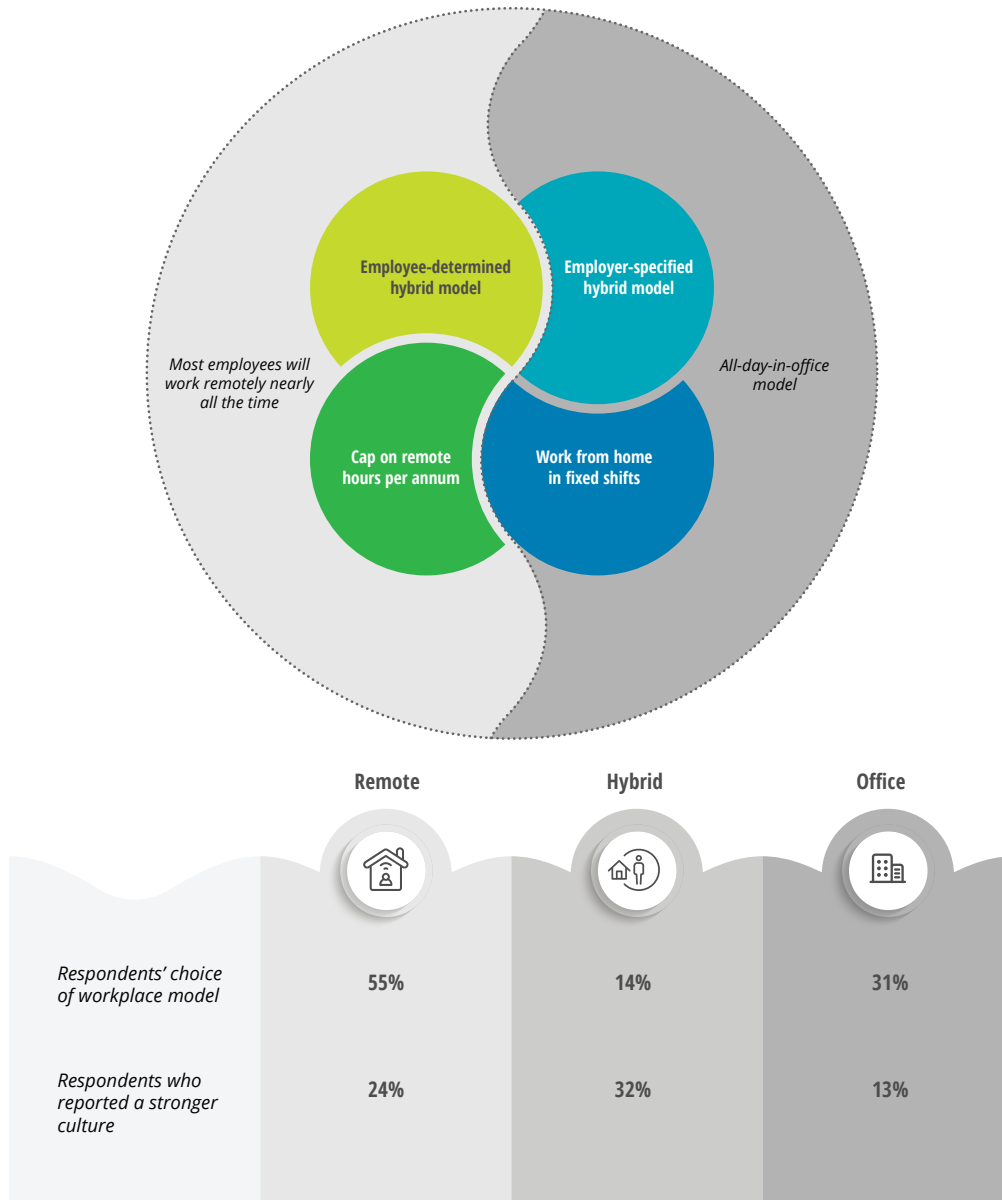 Employee-determined
hybrid model
Employer-specified
hybrid model
Most employees will
work remotely nearly
all the time
All-day-in-office
model
Cap on remote
hours per annum
Work from home
in fixed shifts
Remote
Hybrid
Office
Respondents’ choice
of workplace model
55%
14%
31%
Respondents who
reported a stronger
culture
24%
32%
13%